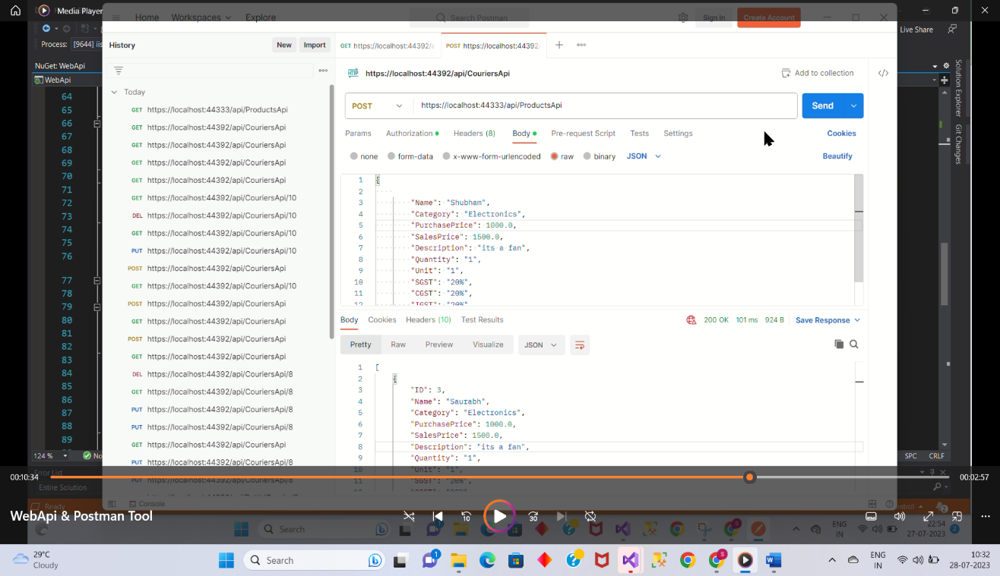 Media Player
Home Workspaces Explore Search Postman Sign In Create Account
Live Share
Process: [9644] iis
History New Import GET https://localhost:44392/a POST https://localhost:44392/
NuGet: WebApi
WebApi
https://localhost:44392/api/CouriersApi Add to collection
Today
GET https://localhost:44333/api/ProductsApi
GET https://localhost:44392/api/CouriersApi
GET https://localhost:44392/api/CouriersApi
GET https://localhost:44392/api/CouriersApi
GET https://localhost:44392/api/CouriersApi
GET https://localhost:44392/api/CouriersApi/10
DEL https://localhost:44392/api/CouriersApi/10
GET https://localhost:44392/api/CouriersApi/10
PUT https://localhost:44392/api/CouriersApi/10
POST https://localhost:44392/api/CouriersApi
GET https://localhost:44392/api/CouriersApi/10
POST https://localhost:44392/api/CouriersApi
GET https://localhost:44392/api/CouriersApi
POST https://localhost:44392/api/CouriersApi
GET https://localhost:44392/api/CouriersApi
DEL https://localhost:44392/api/CouriersApi/8
GET https://localhost:44392/api/CouriersApi/8
PUT https://localhost:44392/api/CouriersApi/8
PUT https://localhost:44392/api/CouriersApi/8
GET https://localhost:44392/api/CouriersApi
PUT https://localhost:44392/api/CouriersApi/8
PUT https://localhost:44392/api/CouriersApi/8
64
65
66
67
68
69
70
71
72
73
74
75
76
77
78
79
80
81
82
83
84
85
86
87
88
89
POST https://localhost:44333/api/ProductsApi Send
Params Authorization Headers (8) Body Pre-request Script Tests Settings Cookies
none form-data x-www-form-urlencoded raw binary JSON Beautify
1 {
2
3 "Name": "Shubham",
4 "Category": "Electronics",
5 "PurchasePrice": 1000.0,
6 "SalesPrice": 1500.0,
7 "Description": "its a fan",
8 "Quantity": "1",
9 "Unit": "1",
10 "SGST": "20%",
11 "CGST": "20%",
12 "IGST": "20%"
Body Cookies Headers (10) Test Results 200 OK 101 ms 924 B Save Response
Pretty Raw Preview Visualize JSON
1 [
2 {
3 "ID": 3,
4 "Name": "Saurabh",
5 "Category": "Electronics",
6 "PurchasePrice": 1000.0,
7 "SalesPrice": 1500.0,
8 "Description": "its a fan",
9 "Quantity": "1",
10 "Unit": "1",
11 "SGST": "20%",
Solution Explorer
Git Changes
124 % No SPC CRLF
Error List
00:10:34 00:02:57
Entire Solution
Console
Ready
WebApi & Postman Tool 10 30
Search ENG
IN 22:54
27-07-2023
29°C
Cloudy
Search
ENG
IN
10:32
28-07-2023